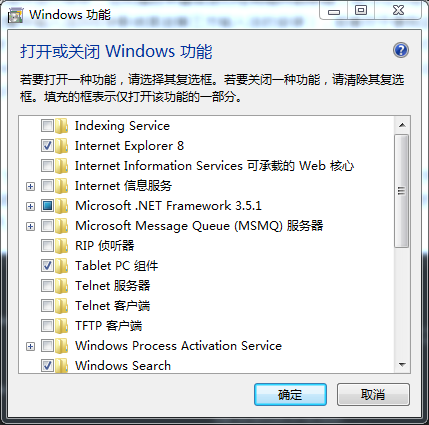 Windows 功能
打开或关闭 Windows 功能
若要打开一种功能，请选择其复选框。若要关闭一种功能，请清除其复选
框。填充的框表示仅打开该功能的一部分。
Indexing Service
Internet Explorer 8
Internet Information Services 可承载的 Web 核心
Internet 信息服务
Microsoft .NET Framework 3.5.1
Microsoft Message Queue (MSMQ) 服务器
RIP 侦听器
Tablet PC 组件
Telnet 服务器
Telnet 客户端
TFTP 客户端
Windows Process Activation Service
Windows Search
确定 取消